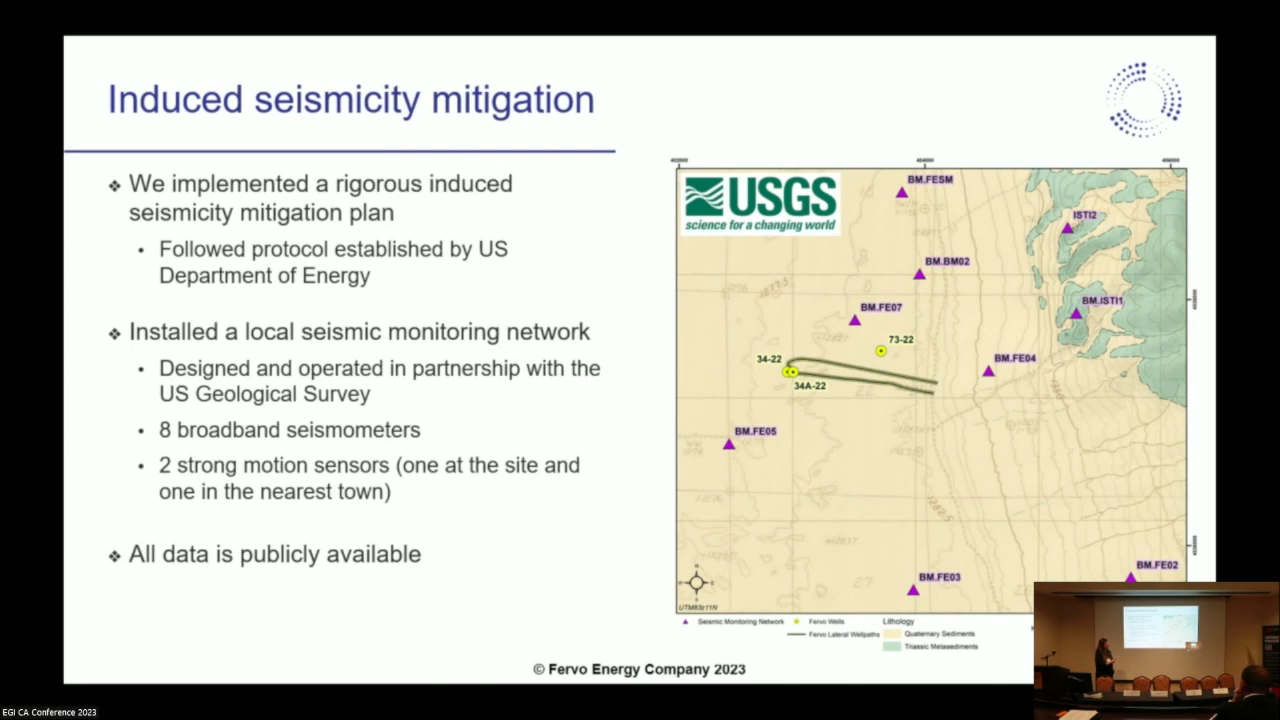 Induced seismicity mitigation
❖ We implemented a rigorous induced
seismicity mitigation plan
• Followed protocol established by US
Department of Energy
❖ Installed a local seismic monitoring network
• Designed and operated in partnership with the
US Geological Survey
• 8 broadband seismometers
• 2 strong motion sensors (one at the site and
one in the nearest town)
❖ All data is publicly available
USGS
science for a changing world
BM.FESM
ISTI2
BM.BM02
BM.ISTI1
BM.FE07
73-22
34-22
BM.FE04
34A-22
BM.FE05
BM.FE02
BM.FE03
UTM83z11N
Seismic Monitoring Network
Fervo Wells
Fervo Lateral Wellpaths
Lithology
Quaternary Sediments
Triassic Metasediments
© Fervo Energy Company 2023
EGI CA Conference 2023